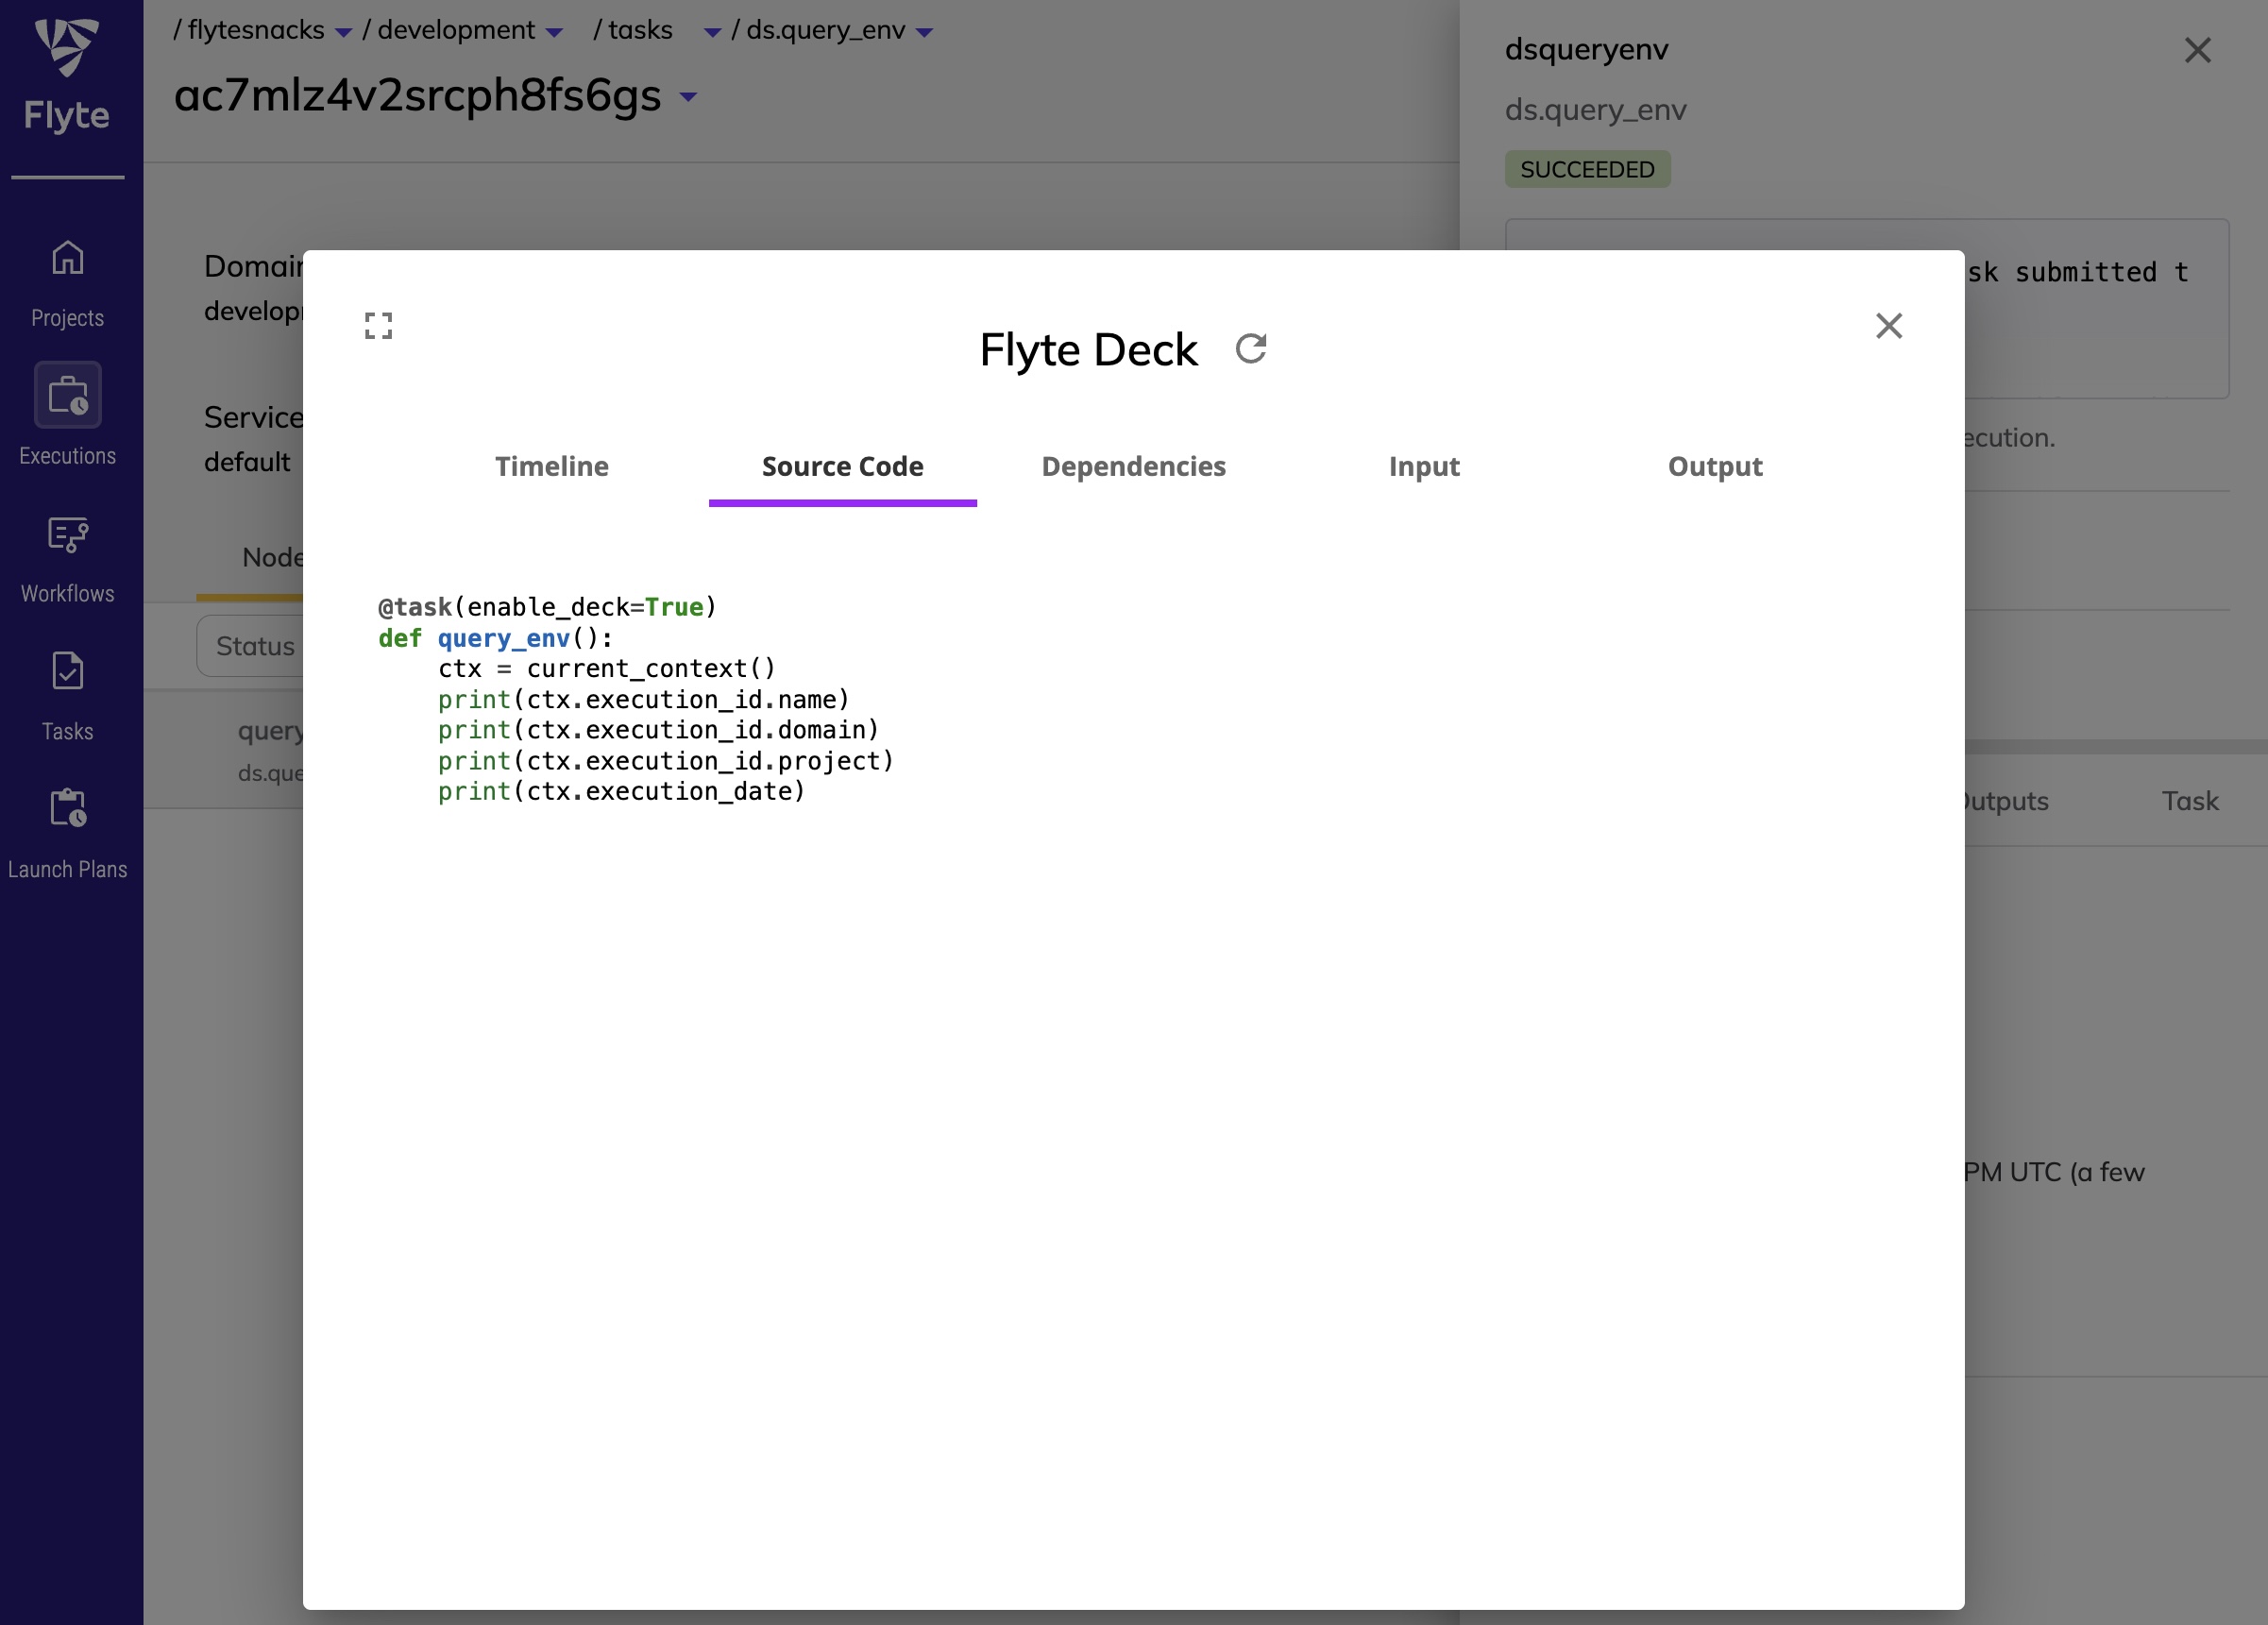 Flyte
Projects
Executions
Workflows
Tasks
Launch Plans
/ flytesnacks / development / tasks / ds.query_env
ac7mlz4v2srcph8fs6gs
developm
Service
default
Node
Status
query
ds.que
dsqueryenv
ds.query_env
SUCCEEDED
sk submitted t
ecution.
Outputs Task
PM UTC (a few
Flyte Deck
Timeline Source Code Dependencies Input Output
@task(enable_deck=True)
def query_env():
    ctx = current_context()
    print(ctx.execution_id.name)
    print(ctx.execution_id.domain)
    print(ctx.execution_id.project)
    print(ctx.execution_date)